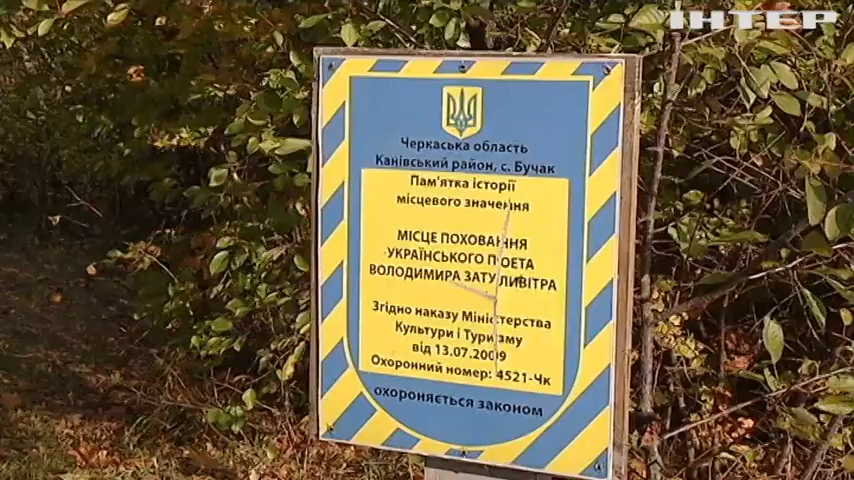 ІНТЕР
Черкаська область
Канівський район, с. Бучак
Пам'ятка історії
місцевого значення
МІСЦЕ ПОХОВАННЯ
УКРАЇНСЬКОГО ПОЕТА
ВОЛОДИМИРА ЗАТУЛИВІТРА
Згідно наказу Міністерства
Культури і Туризму
від 13.07.2009
Охоронний номер: 4521-Чк
охороняється законом